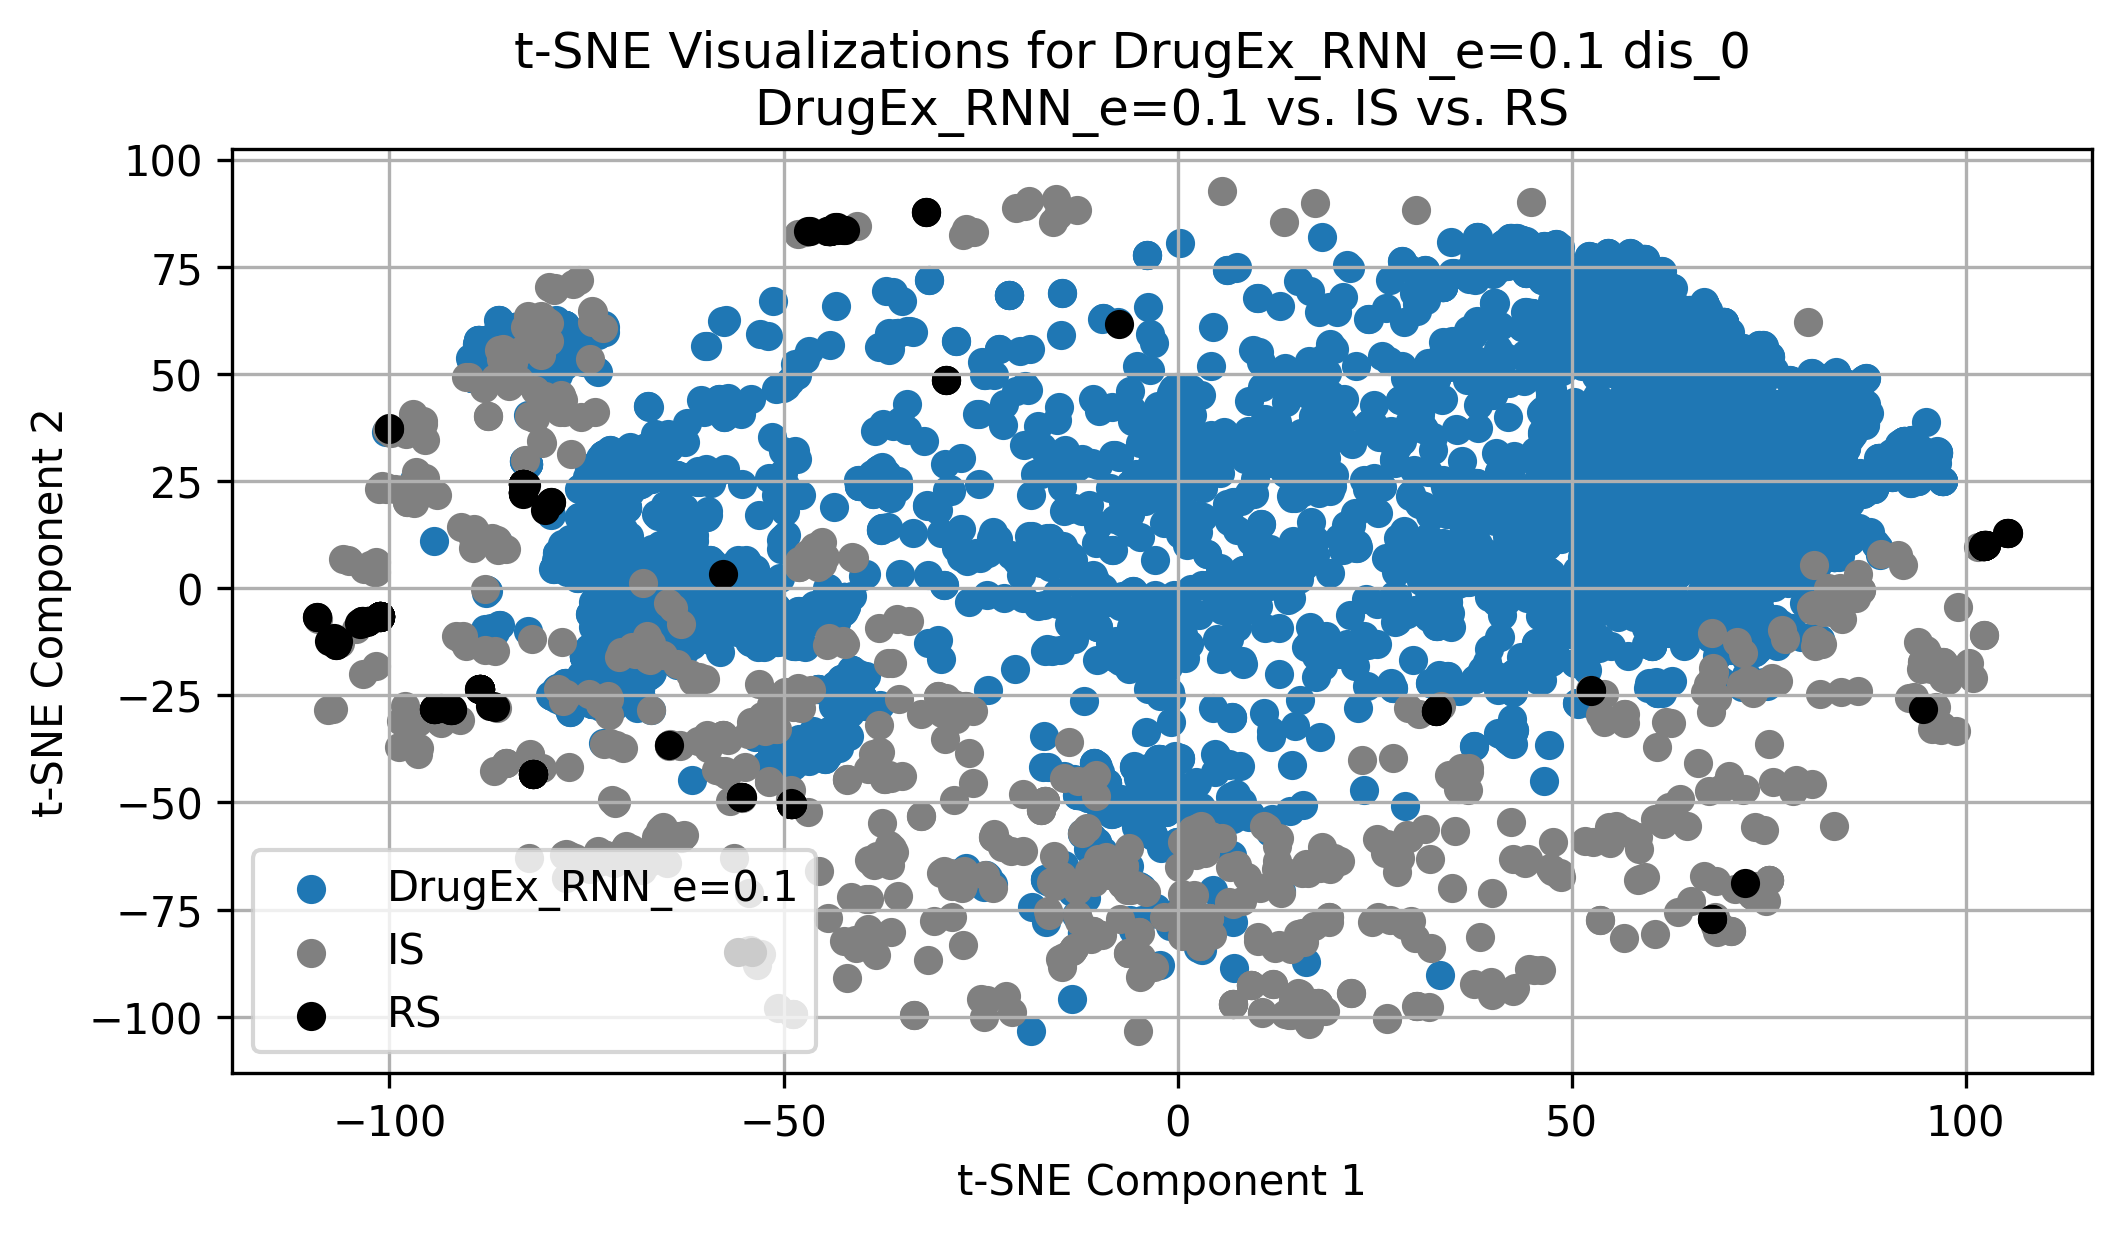 t-SNE Visualizations for DrugEx_RNN_e=0.1 dis_0
DrugEx_RNN_e=0.1 vs. IS vs. RS
t-SNE Component 2
100
75
50
25
0
−25
−50
−75
−100
DrugEx_RNN_e=0.1
IS
RS
−100
−50
0
50
100
t-SNE Component 1